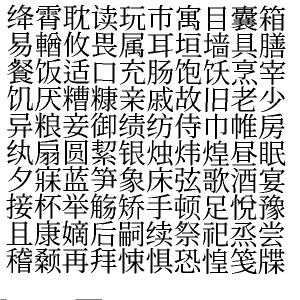 绛霄耽读玩市寓目囊箱
易輶攸畏属耳垣墙具膳
餐饭适口充肠饱饫烹宰
饥厌糟糠亲戚故旧老少
异粮妾御绩纺侍巾帷房
纨扇圆絜银烛炜煌昼眠
夕寐蓝笋象床弦歌酒宴
接杯举觞矫手顿足悦豫
且康嫡后嗣续祭祀烝尝
稽颡再拜悚惧恐惶笺牒